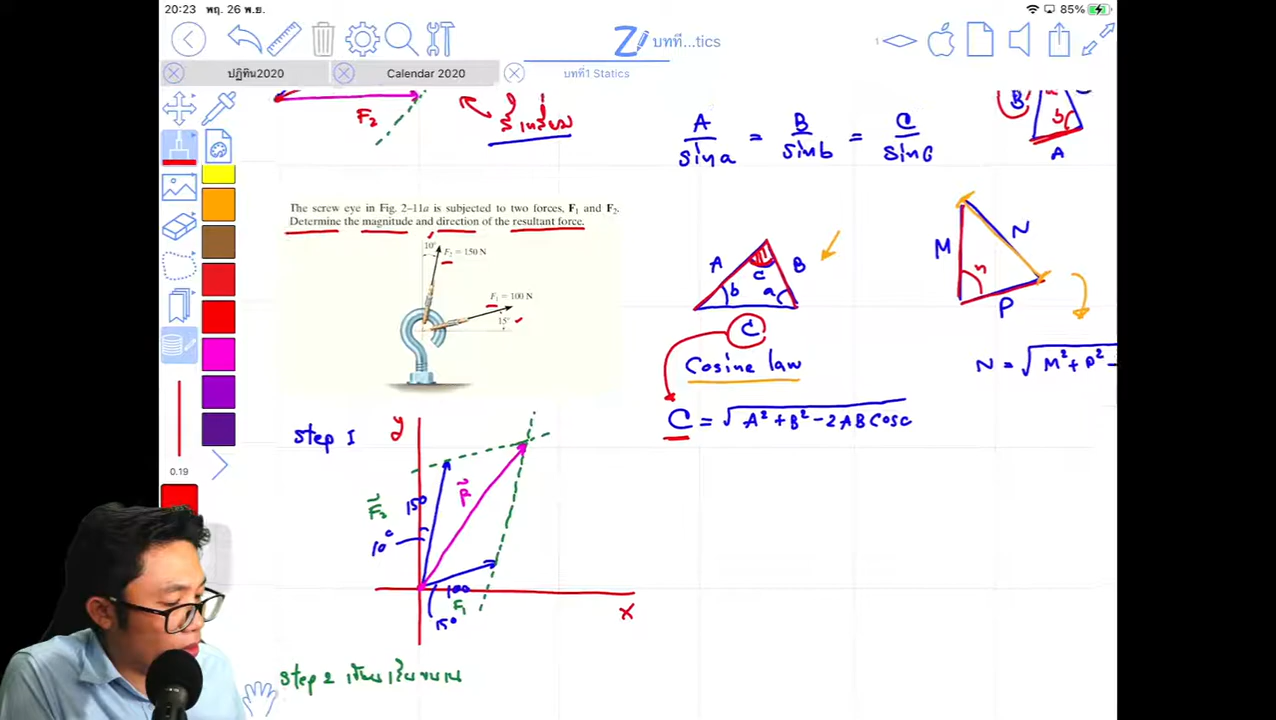 20:23 พฤ. 26 พ.ย.
85%
บทที่...tics
1
ปฏิทิน2020
Calendar 2020
บทที่1 Statics
F2
B
b
A
A/sin a = B/sin b = C/sin c
The screw eye in Fig. 2–11a is subjected to two forces, F1 and F2.
Determine the magnitude and direction of the resultant force.
10°
F2 = 150 N
F1 = 100 N
15°
A
B
c
b
a
C
M
N
n
P
Cosine law
N = √M² + P² -
C = √A² + B² - 2AB Cos c
Step 1
y
F2
150
10°
100
F1
15°
x
0.19
Step 2